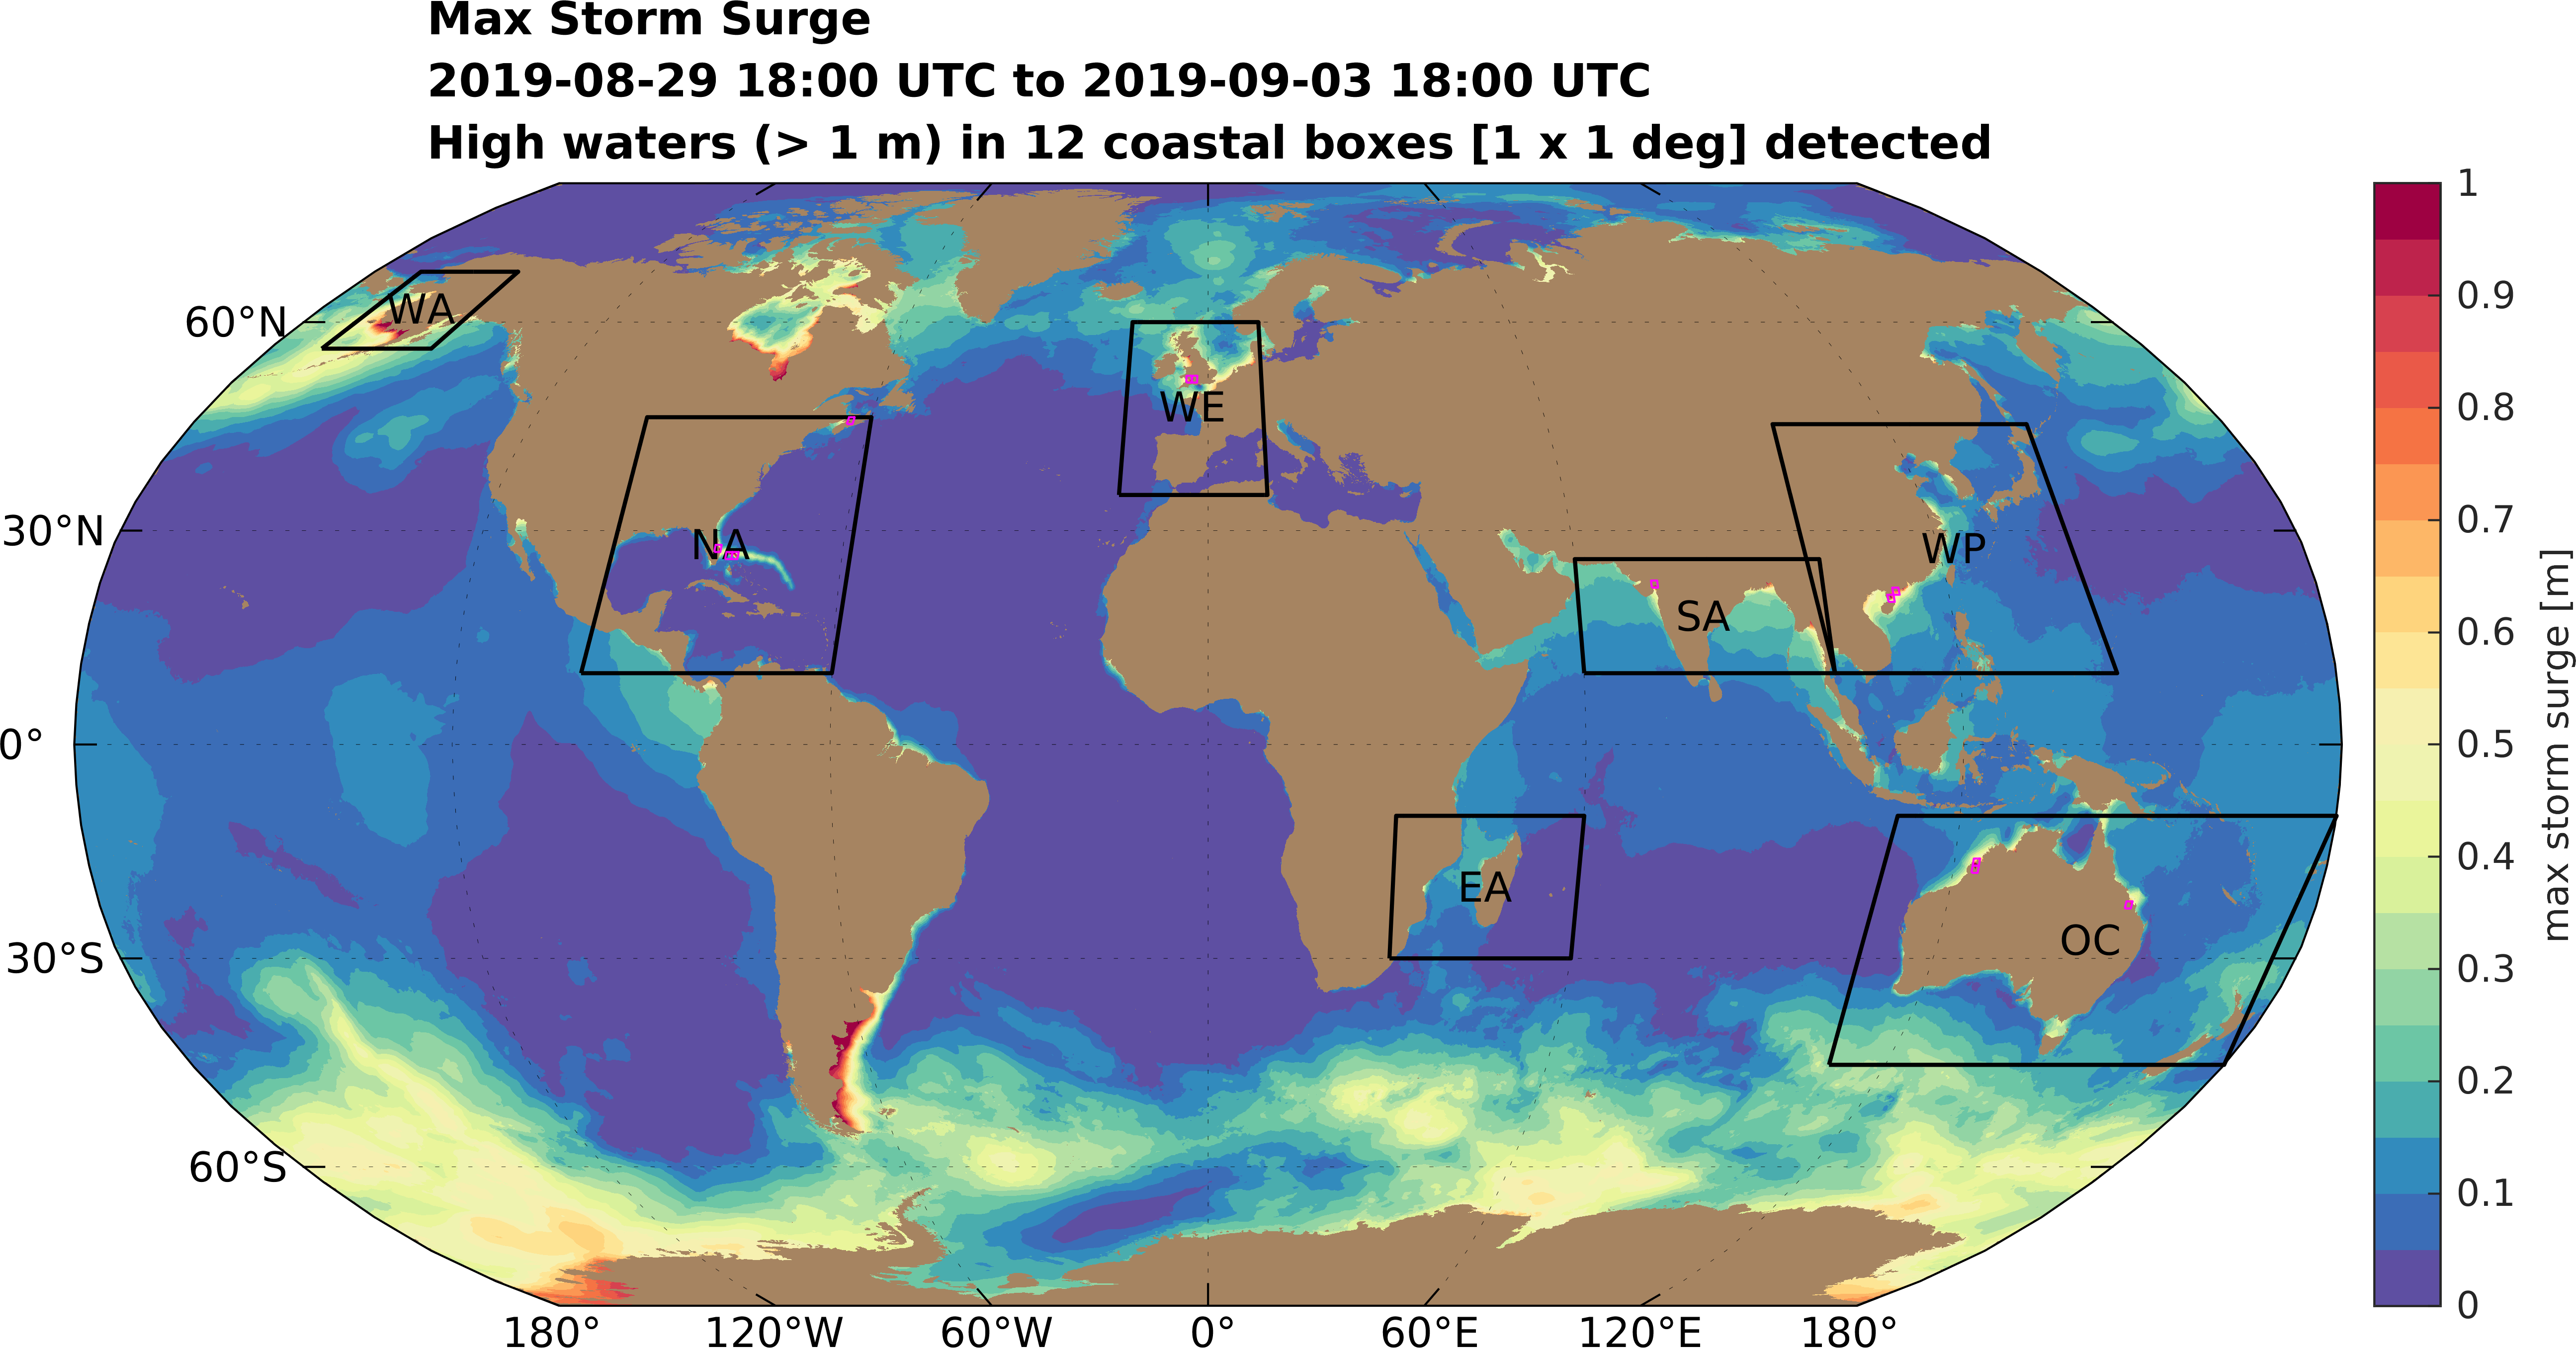 Max Storm Surge
2019-08-29 18:00 UTC to 2019-09-03 18:00 UTC
High waters (> 1 m) in 12 coastal boxes [1 x 1 deg] detected
60°N
30°N
0°
30°S
60°S
180°
120°W
60°W
0°
60°E
120°E
180°
WA
WE
NA
WP
SA
EA
OC
1
0.9
0.8
0.7
0.6
0.5
0.4
0.3
0.2
0.1
0
max storm surge [m]